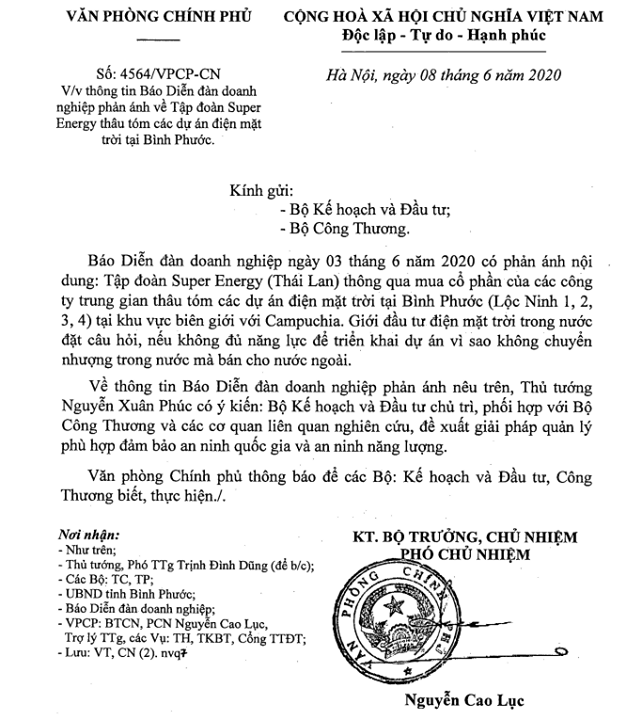 VĂN PHÒNG CHÍNH PHỦ
CỘNG HOÀ XÃ HỘI CHỦ NGHĨA VIỆT NAM
Độc lập - Tự do - Hạnh phúc
Số: 4564/VPCP-CN
V/v thông tin Báo Diễn đàn doanh
nghiệp phản ánh về Tập đoàn Super
Energy thâu tóm các dự án điện mặt
trời tại Bình Phước.
Hà Nội, ngày 08 tháng 6 năm 2020
Kính gửi:
- Bộ Kế hoạch và Đầu tư;
- Bộ Công Thương.
Báo Diễn đàn doanh nghiệp ngày 03 tháng 6 năm 2020 có phản ánh nội
dung: Tập đoàn Super Energy (Thái Lan) thông qua mua cổ phần của các công
ty trung gian thâu tóm các dự án điện mặt trời tại Bình Phước (Lộc Ninh 1, 2,
3, 4) tại khu vực biên giới với Campuchia. Giới đầu tư điện mặt trời trong nước
đặt câu hỏi, nếu không đủ năng lực để triển khai dự án vì sao không chuyển
nhượng trong nước mà bán cho nước ngoài.
Về thông tin Báo Diễn đàn doanh nghiệp phản ánh nêu trên, Thủ tướng
Nguyễn Xuân Phúc có ý kiến: Bộ Kế hoạch và Đầu tư chủ trì, phối hợp với Bộ
Công Thương và các cơ quan liên quan nghiên cứu, đề xuất giải pháp quản lý
phù hợp đảm bảo an ninh quốc gia và an ninh năng lượng.
Văn phòng Chính phủ thông báo để các Bộ: Kế hoạch và Đầu tư, Công
Thương biết, thực hiện./.
Nơi nhận:
- Như trên;
- Thủ tướng, Phó TTg Trịnh Đình Dũng (để b/c);
- Các Bộ: TC, TP;
- UBND tỉnh Bình Phước;
- Báo Diễn đàn doanh nghiệp;
- VPCP: BTCN, PCN Nguyễn Cao Lục,
Trợ lý TTg, các Vụ: TH, TKBT, Cổng TTĐT;
- Lưu: VT, CN (2). nvq7
KT. BỘ TRƯỞNG, CHỦ NHIỆM
PHÓ CHỦ NHIỆM
VĂN PHÒNG CHÍNH PHỦ
Nguyễn Cao Lục